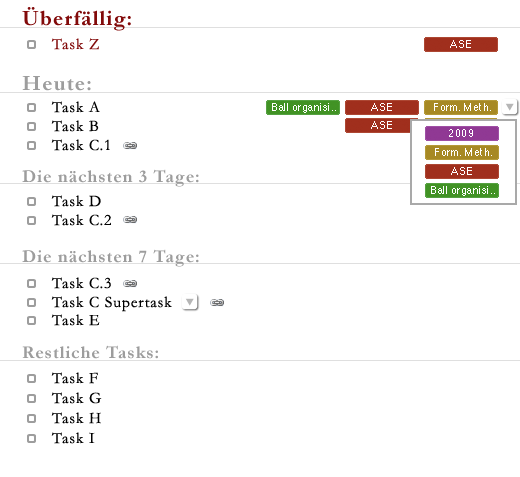 Überfällig:
Task Z ASE
Heute:
Task A Ball organisi.. ASE Form. Meth.
Task B ASE
2009
Task C.1
Form. Meth.
ASE
Ball organisi..
Die nächsten 3 Tage:
Task D
Task C.2
Die nächsten 7 Tage:
Task C.3
Task C Supertask
Task E
Restliche Tasks:
Task F
Task G
Task H
Task I